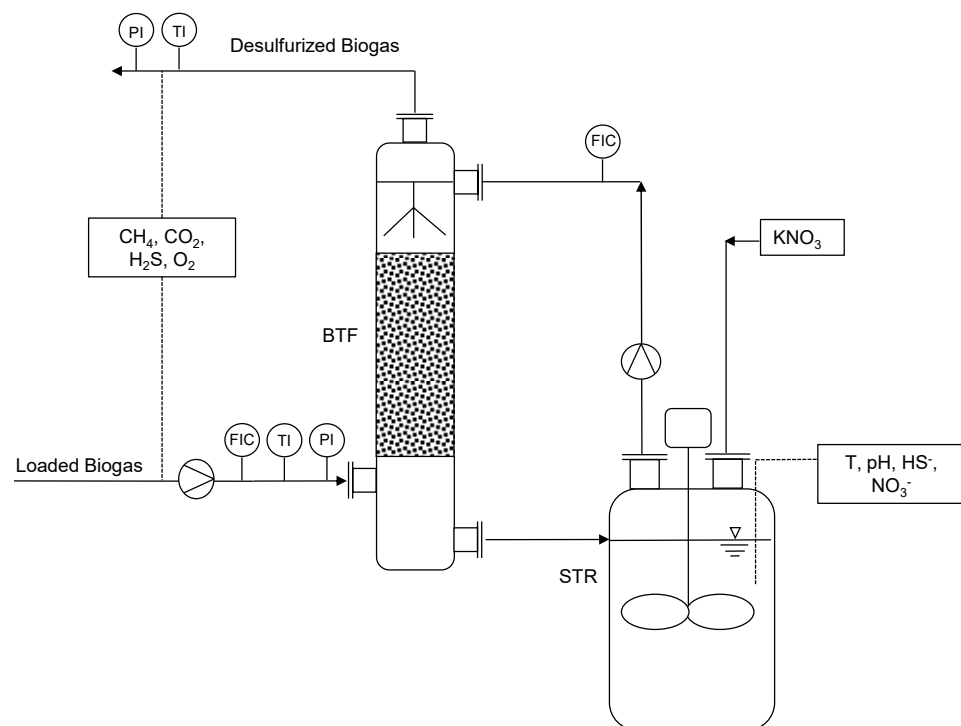 PI
TI
Desulfurized Biogas
FIC
CH₄, CO₂,
H₂S, O₂
KNO₃
BTF
FIC
TI
PI
Loaded Biogas
T, pH, HS⁻,
NO₃⁻
STR